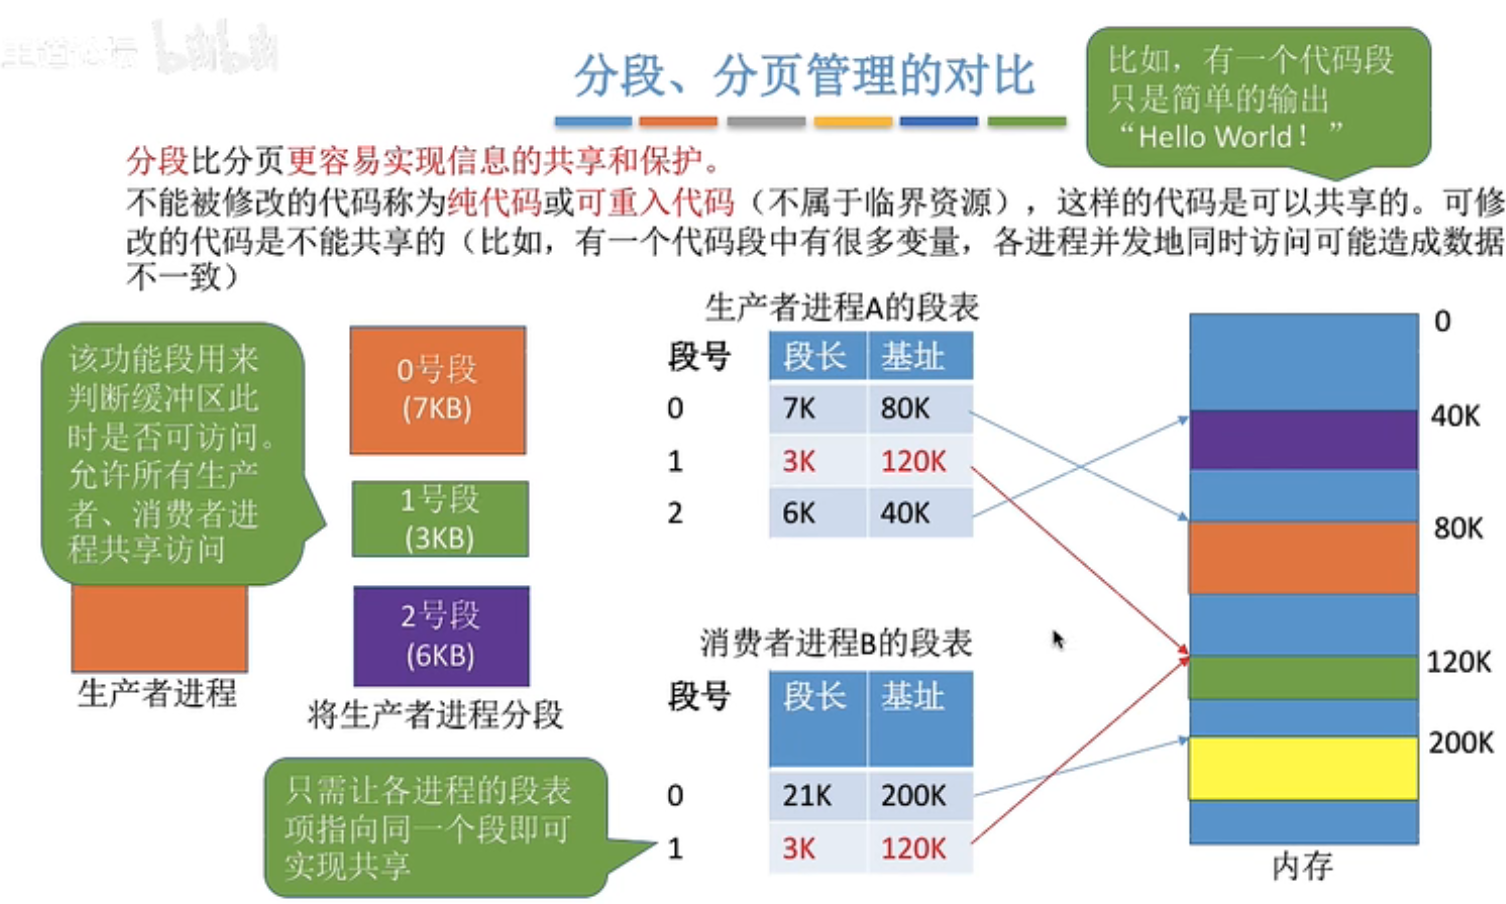 分段、分页管理的对比
比如，有一个代码段
只是简单的输出
“Hello World！”
分段比分页更容易实现信息的共享和保护。
不能被修改的代码称为纯代码或可重入代码（不属于临界资源），这样的代码是可以共享的。可修
改的代码是不能共享的（比如，有一个代码段中有很多变量，各进程并发地同时访问可能造成数据
不一致）
该功能段用来
判断缓冲区此
时是否可访问。
允许所有生产
者、消费者进
程共享访问
生产者进程
0号段
(7KB)
1号段
(3KB)
2号段
(6KB)
将生产者进程分段
生产者进程A的段表
段号 段长 基址
0 7K 80K
1 3K 120K
2 6K 40K
消费者进程B的段表
段号 段长 基址
0 21K 200K
1 3K 120K
只需让各进程的段表
项指向同一个段即可
实现共享
0
40K
80K
120K
200K
内存